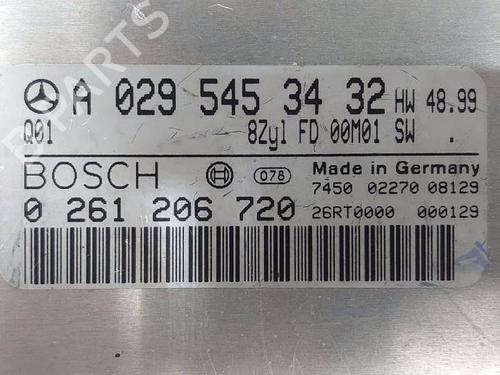 A 029 545 34 32 HW 48.99
Q01 8Zyl FD 00M01 SW .
BOSCH 078 Made in Germany
7450 02270 08129
0 261 206 720 26RT0000 000129
B-PARTS